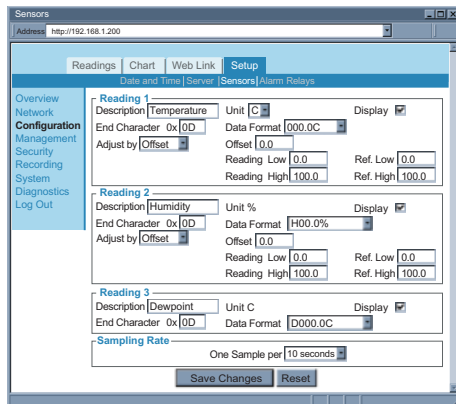 Sensors
Address http://192.168.1.200
Readings Chart Web Link Setup
Date and Time Server Sensors Alarm Relays
Overview
Network
Configuration
Management
Security
Recording
System
Diagnostics
Log Out
Reading 1
Description Temperature Unit C Display
End Character 0x 0D Data Format 000.0C
Adjust by Offset Offset 0.0
Reading Low 0.0 Ref. Low 0.0
Reading High 100.0 Ref. High 100.0
Reading 2
Description Humidity Unit % Display
End Character 0x 0D Data Format H00.0%
Adjust by Offset Offset 0.0
Reading Low 0.0 Ref. Low 0.0
Reading High 100.0 Ref. High 100.0
Reading 3
Description Dewpoint Unit C Display
End Character 0x 0D Data Format D000.0C
Sampling Rate
One Sample per 10 seconds
Save Changes Reset